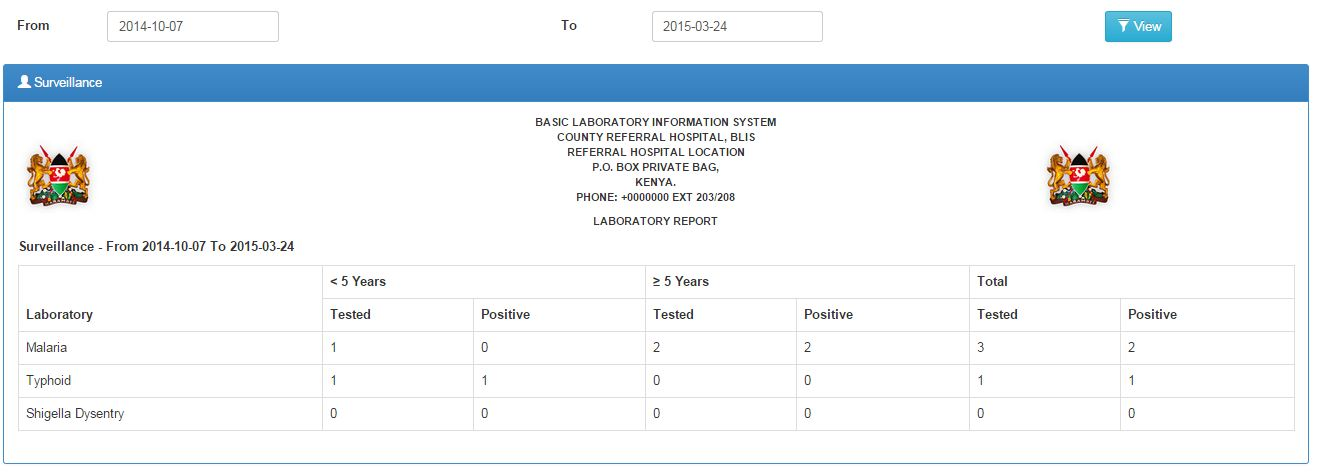 From 2014-10-07 To 2015-03-24 View
Surveillance
BASIC LABORATORY INFORMATION SYSTEM
COUNTY REFERRAL HOSPITAL, BLIS
REFERRAL HOSPITAL LOCATION
P.O. BOX PRIVATE BAG,
KENYA.
PHONE: +0000000 EXT 203/208
LABORATORY REPORT
Surveillance - From 2014-10-07 To 2015-03-24
< 5 Years ≥ 5 Years Total
Laboratory Tested Positive Tested Positive Tested Positive
Malaria 1 0 2 2 3 2
Typhoid 1 1 0 0 1 1
Shigella Dysentry 0 0 0 0 0 0